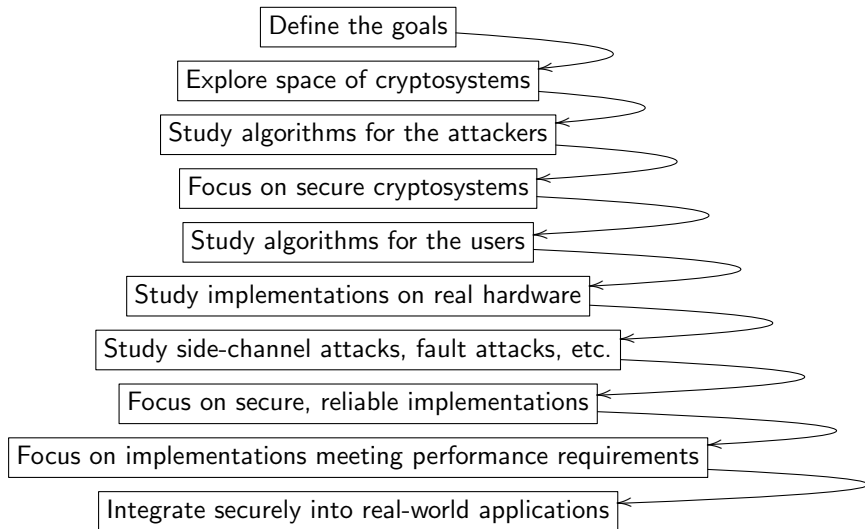 Define the goals
Explore space of cryptosystems
Study algorithms for the attackers
Focus on secure cryptosystems
Study algorithms for the users
Study implementations on real hardware
Study side-channel attacks, fault attacks, etc.
Focus on secure, reliable implementations
Focus on implementations meeting performance requirements
Integrate securely into real-world applications